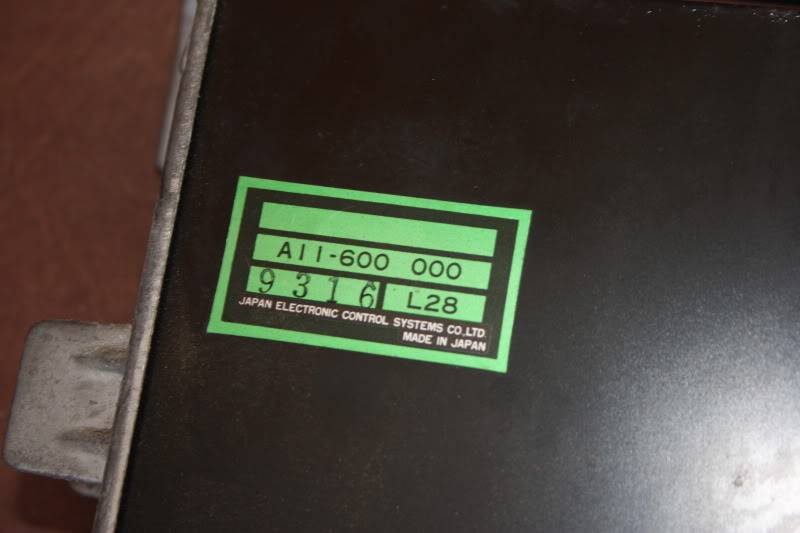 A11-600 000
9316 L28
JAPAN ELECTRONIC CONTROL SYSTEMS CO.LTD.
MADE IN JAPAN